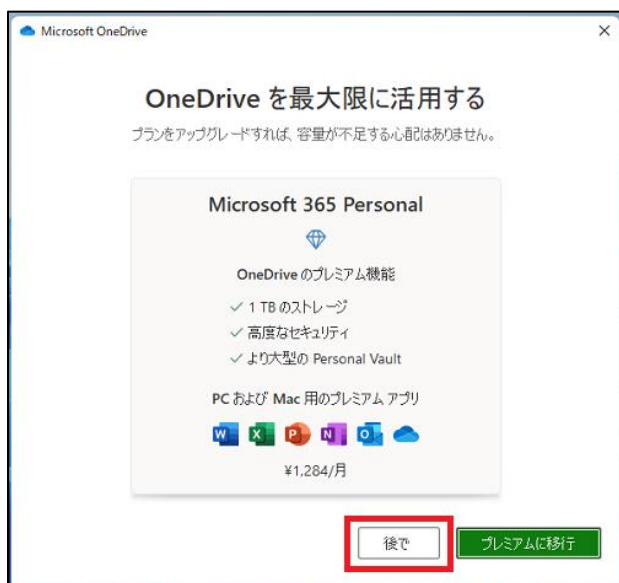 Microsoft OneDrive
OneDrive を最大限に活用する
プランをアップグレードすれば、容量が不足する心配はありません。
Microsoft 365 Personal
OneDrive のプレミアム機能
1 TB のストレージ
高度なセキュリティ
より大型の Personal Vault
PC および Mac 用のプレミアム アプリ
¥1,284/月
後で
プレミアムに移行